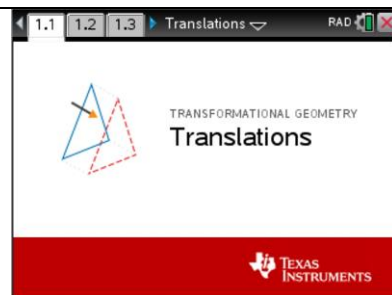 1.1 1.2 1.3 Translations RAD
TRANSFORMATIONAL GEOMETRY
Translations
TEXAS
INSTRUMENTS